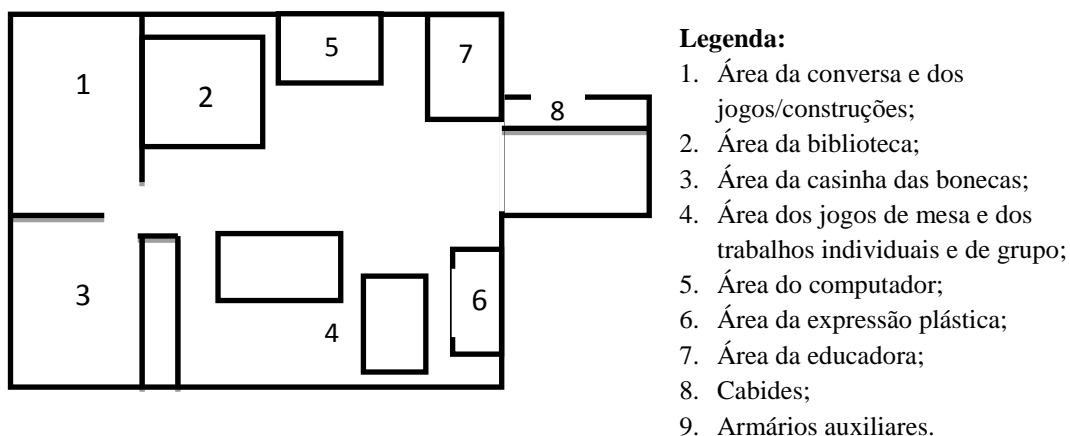 5
7
1
2
8
3
4
6
Legenda:
1. Área da conversa e dos
jogos/construções;
2. Área da biblioteca;
3. Área da casinha das bonecas;
4. Área dos jogos de mesa e dos
trabalhos individuais e de grupo;
5. Área do computador;
6. Área da expressão plástica;
7. Área da educadora;
8. Cabides;
9. Armários auxiliares.